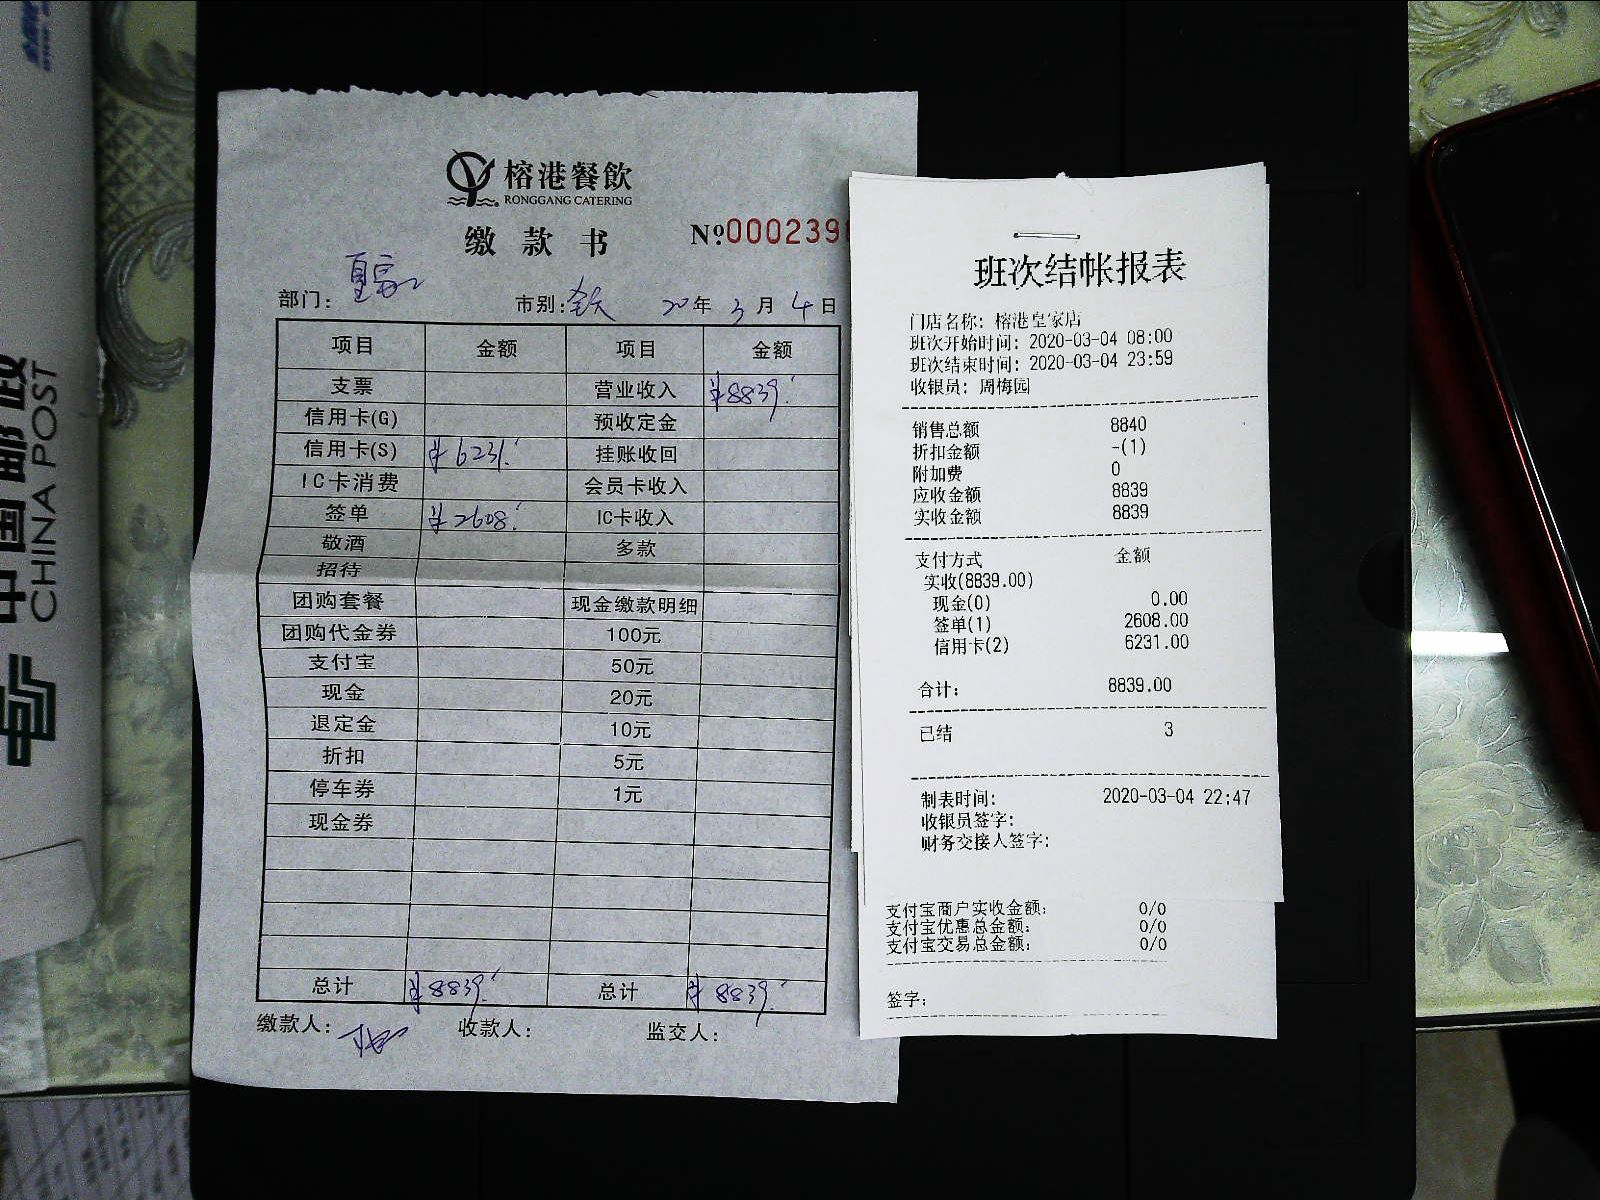 中国邮政
CHINA POST
榕港餐飲
RONGGANG CATERING
缴款书
№000239
部门：
市别：全天 20年3月4日
项目 金额 项目 金额
支票 营业收入 ¥8839.
信用卡(G) 预收定金
信用卡(S) ¥6231. 挂账收回
IC卡消费 会员卡收入
签单 ¥2608. IC卡收入
敬酒 多款
招待
团购套餐 现金缴款明细
团购代金券 100元
支付宝 50元
现金 20元
退定金 10元
折扣 5元
停车券 1元
现金券
总计 ¥8839. 总计 ¥8839.
缴款人： 收款人： 监交人：
班次结帐报表
门店名称: 榕港皇家店
班次开始时间: 2020-03-04 08:00
班次结束时间: 2020-03-04 23:59
收银员: 周梅园
销售总额 8840
折扣金额 -(1)
附加费 0
应收金额 8839
实收金额 8839
支付方式 金额
实收(8839.00)
现金(0) 0.00
签单(1) 2608.00
信用卡(2) 6231.00
合计: 8839.00
已结 3
制表时间: 2020-03-04 22:47
收银员签字:
财务交接人签字:
支付宝商户实收金额: 0/0
支付宝优惠总金额: 0/0
支付宝交易总金额: 0/0
签字: